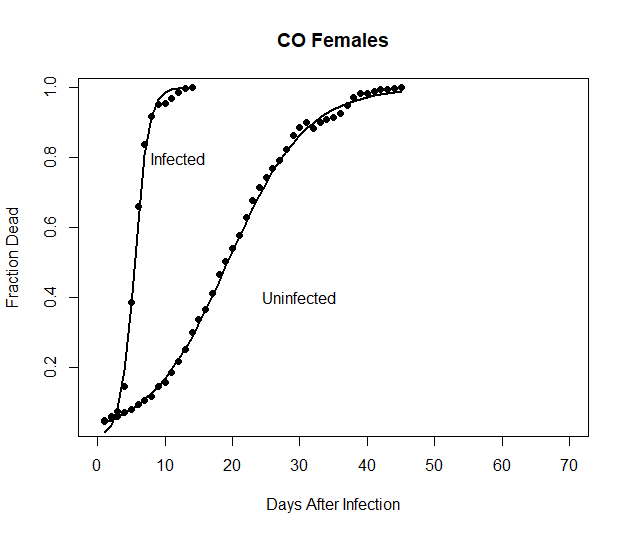 CO Females
1.0
0.8
0.6
0.4
0.2
Fraction Dead
Infected
Uninfected
0 10 20 30 40 50 60 70
Days After Infection